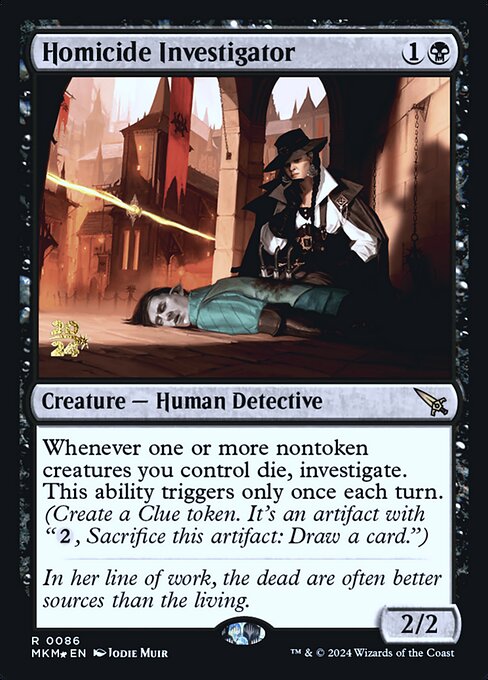 Homicide Investigator 1
20
24
Creature — Human Detective
Whenever one or more nontoken
creatures you control die, investigate.
This ability triggers only once each turn.
(Create a Clue token. It's an artifact with
“2, Sacrifice this artifact: Draw a card.”)
In her line of work, the dead are often better
sources than the living.
2/2
R 0086
MKM★EN Jodie Muir
™ & © 2024 Wizards of the Coast